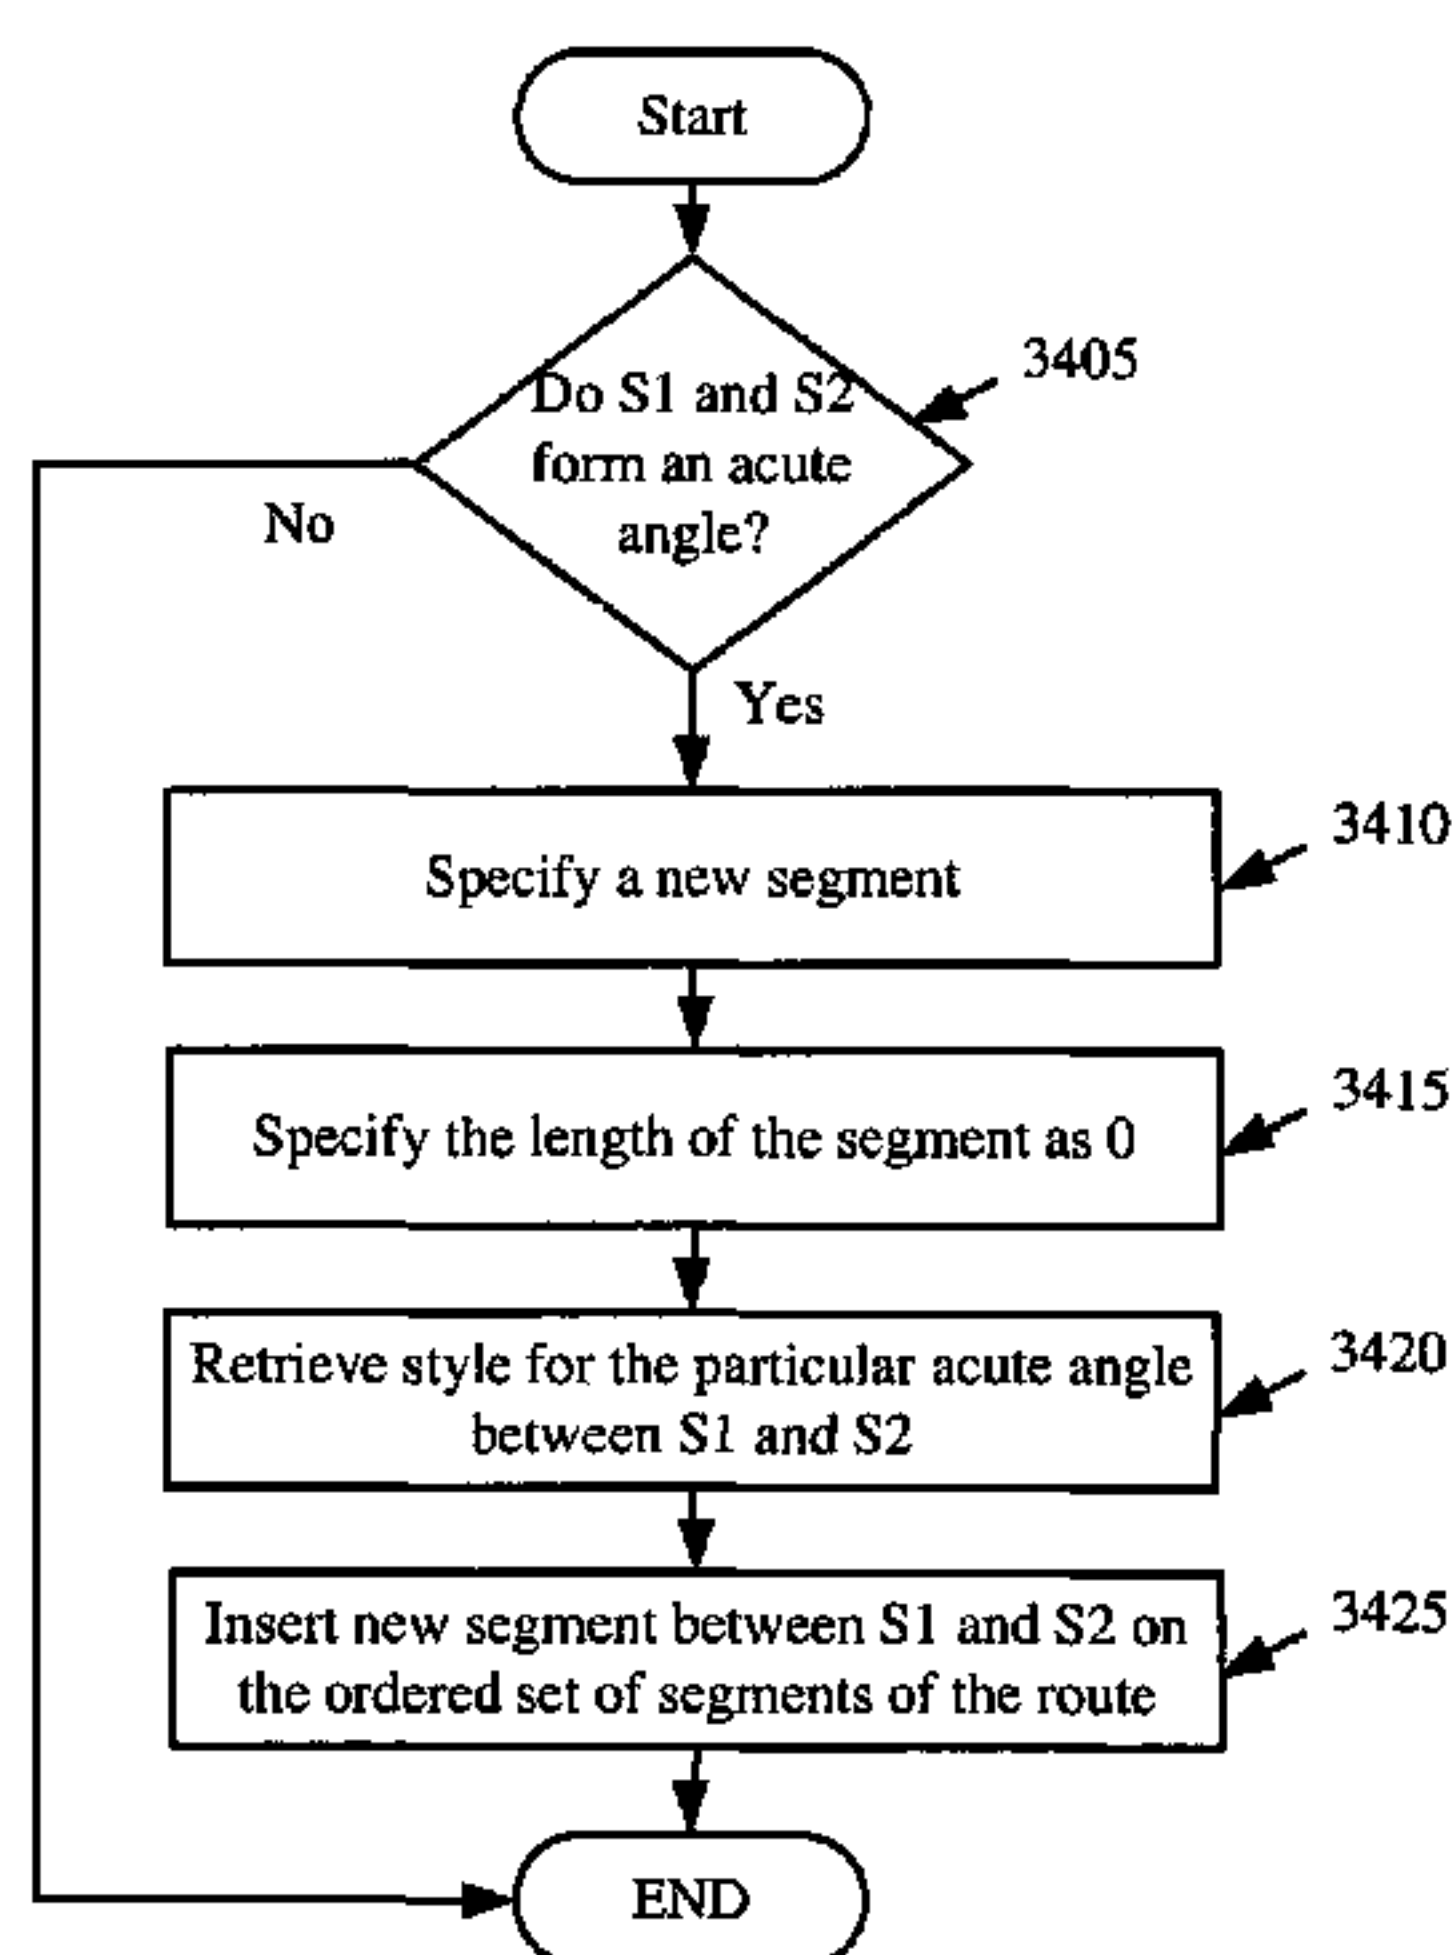 Start
Do S1 and S2
form an acute
angle?
3405
No
Yes
Specify a new segment
3410
Specify the length of the segment as 0
3415
Retrieve style for the particular acute angle
between S1 and S2
3420
Insert new segment between S1 and S2 on
the ordered set of segments of the route
3425
END